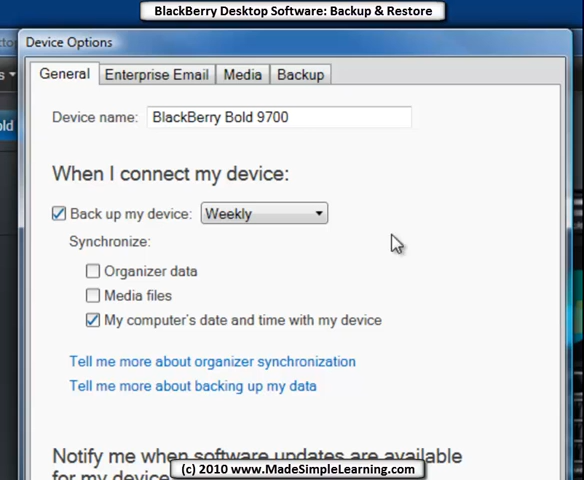 BlackBerry Desktop Software: Backup & Restore
Device Options
General Enterprise Email Media Backup
Device name: BlackBerry Bold 9700
When I connect my device:
Back up my device: Weekly
Synchronize:
Organizer data
Media files
My computer's date and time with my device
Tell me more about organizer synchronization
Tell me more about backing up my data
Notify me when software updates are available
for my device
(c) 2010 www.MadeSimpleLearning.com